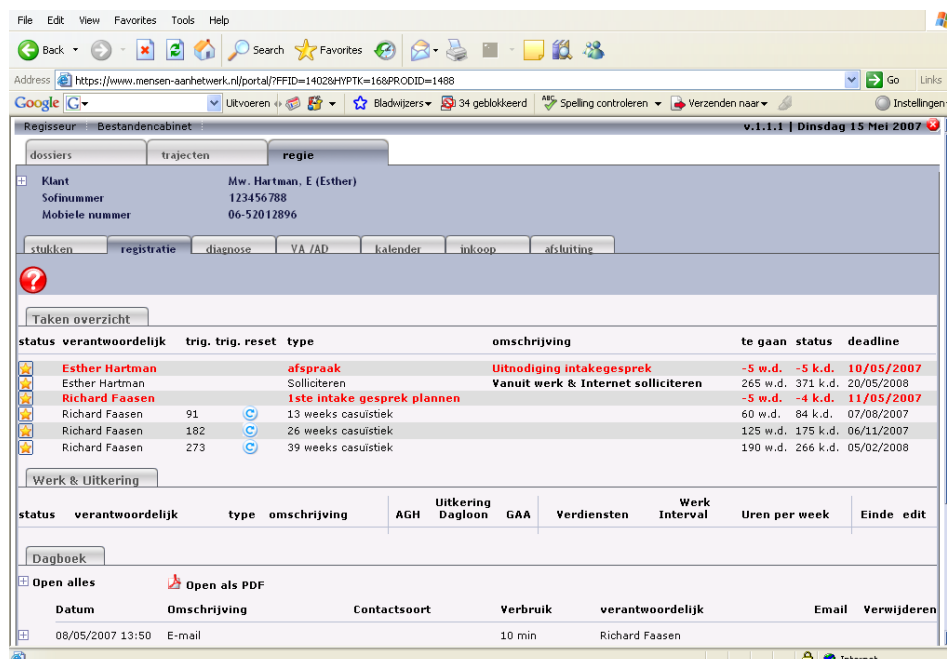 File Edit View Favorites Tools Help
Back Search Favorites
Address https://www.mensen-aanhetwerk.nl/portal/?FFID=1402&HYPTK=16&PRODID=1488 Go Links
Google G Uitvoeren Bladwijzers 34 geblokkeerd ABC Spelling controleren Verzenden naar Instellingen
Regisseur Bestandencabinet v.1.1.1 | Dinsdag 15 Mei 2007
dossiers trajecten regie
Klant Mw. Hartman, E (Esther)
Sofinummer 123456788
Mobiele nummer 06-52012896
stukken registratie diagnose VA /AD kalender inkoop afsluiting
?
Taken overzicht
status verantwoordelijk trig. trig. reset type omschrijving te gaan status deadline
Esther Hartman afspraak Uitnodiging intakegesprek -5 w.d. -5 k.d. 10/05/2007
Esther Hartman Solliciteren Vanuit werk & Internet solliciteren 265 w.d. 371 k.d. 20/05/2008
Richard Faasen 1ste intake gesprek plannen -5 w.d. -4 k.d. 11/05/2007
Richard Faasen 91 C 13 weeks casuïstiek 60 w.d. 84 k.d. 07/08/2007
Richard Faasen 182 C 26 weeks casuïstiek 125 w.d. 175 k.d. 06/11/2007
Richard Faasen 273 C 39 weeks casuïstiek 190 w.d. 266 k.d. 05/02/2008
Werk & Uitkering
Uitkering Werk
status verantwoordelijk type omschrijving AGH Dagloon GAA Verdiensten Interval Uren per week Einde edit
Dagboek
Open alles Open als PDF
Datum Omschrijving Contactsoort Verbruik verantwoordelijk Email Verwijderen
08/05/2007 13:50 E-mail 10 min Richard Faasen
Internet